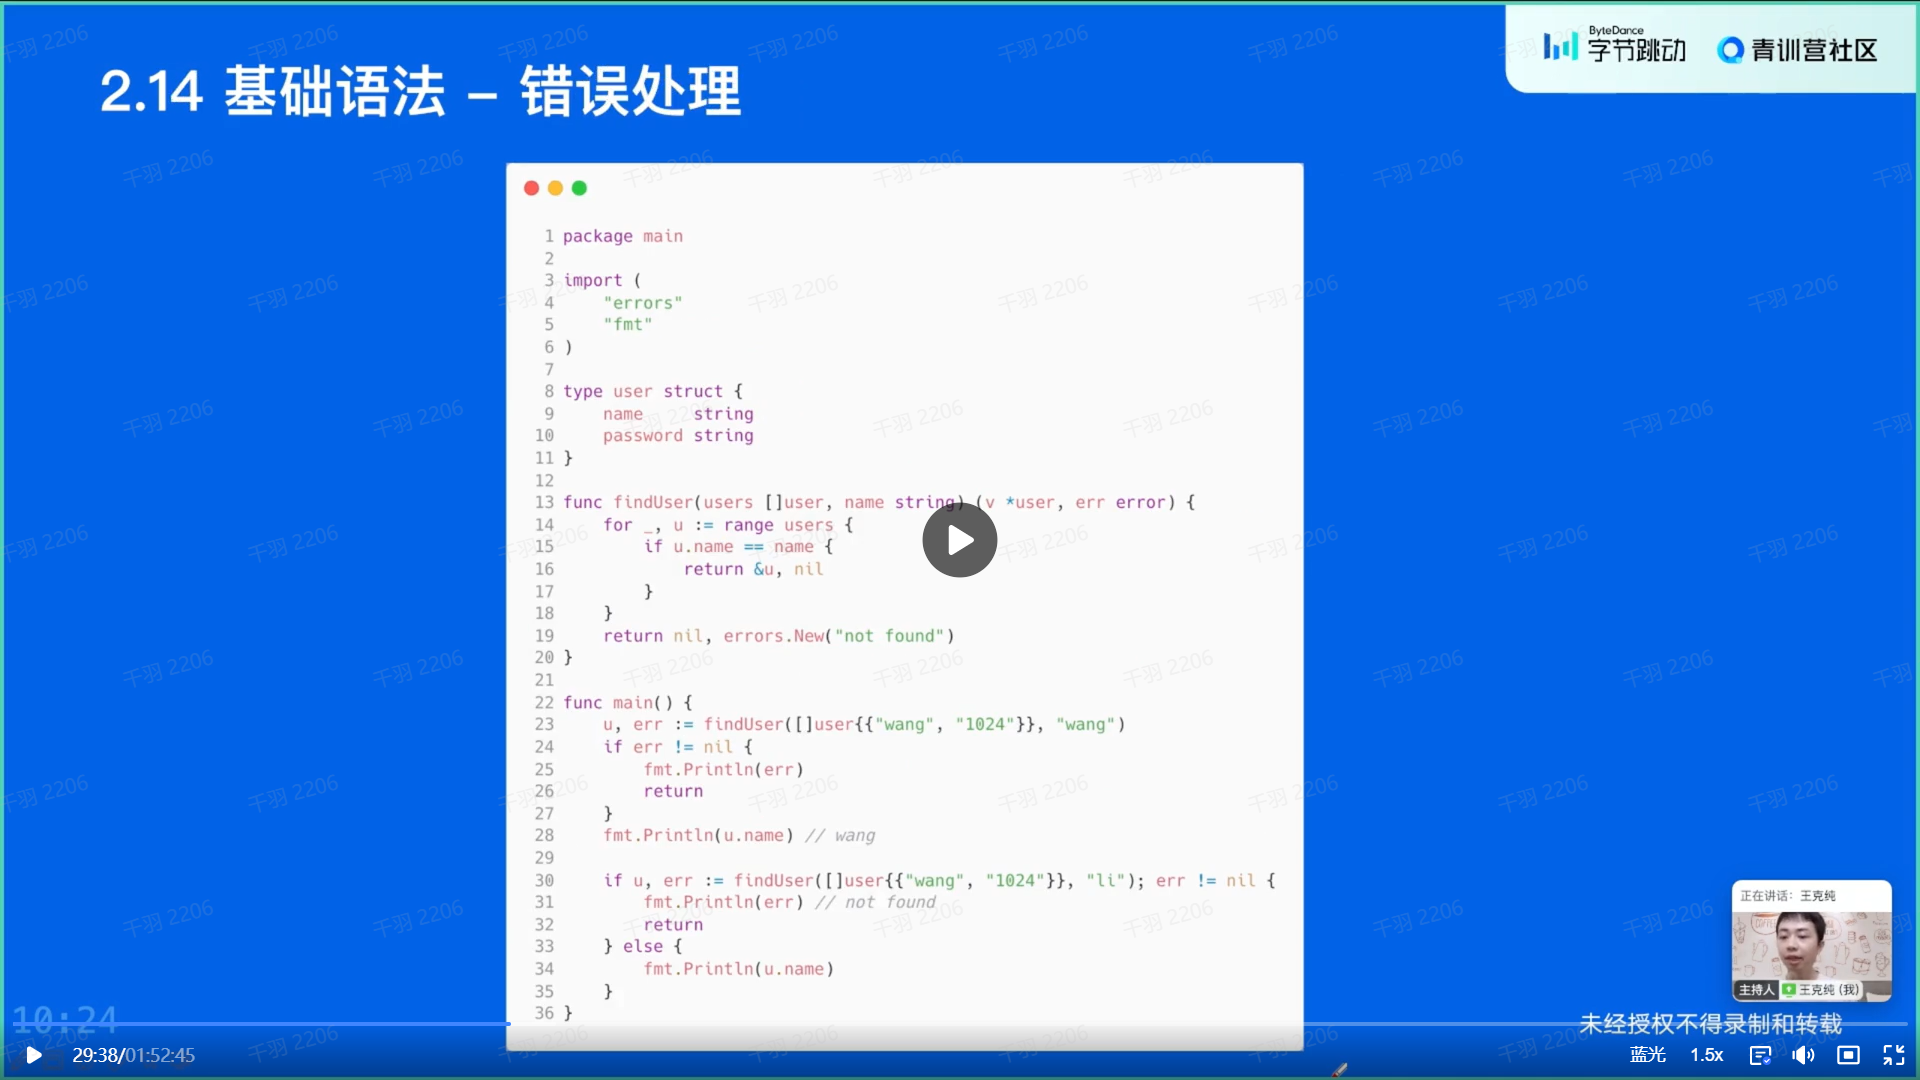 2.14 基础语法 – 错误处理
ByteDance
字节跳动
青训营社区
1 package main
2
3 import (
4     "errors"
5     "fmt"
6 )
7
8 type user struct {
9     name     string
10     password string
11 }
12
13 func findUser(users []user, name string) (v *user, err error) {
14     for _, u := range users {
15         if u.name == name {
16             return &u, nil
17         }
18     }
19     return nil, errors.New("not found")
20 }
21
22 func main() {
23     u, err := findUser([]user{{"wang", "1024"}}, "wang")
24     if err != nil {
25         fmt.Println(err)
26         return
27     }
28     fmt.Println(u.name) // wang
29
30     if u, err := findUser([]user{{"wang", "1024"}}, "li"); err != nil {
31         fmt.Println(err) // not found
32         return
33     } else {
34         fmt.Println(u.name)
35     }
36 }
正在讲话: 王克纯
主持人 王克纯 (我)
10:24
未经授权不得录制和转载
29:38/01:52:45
蓝光
1.5x
千羽 2206